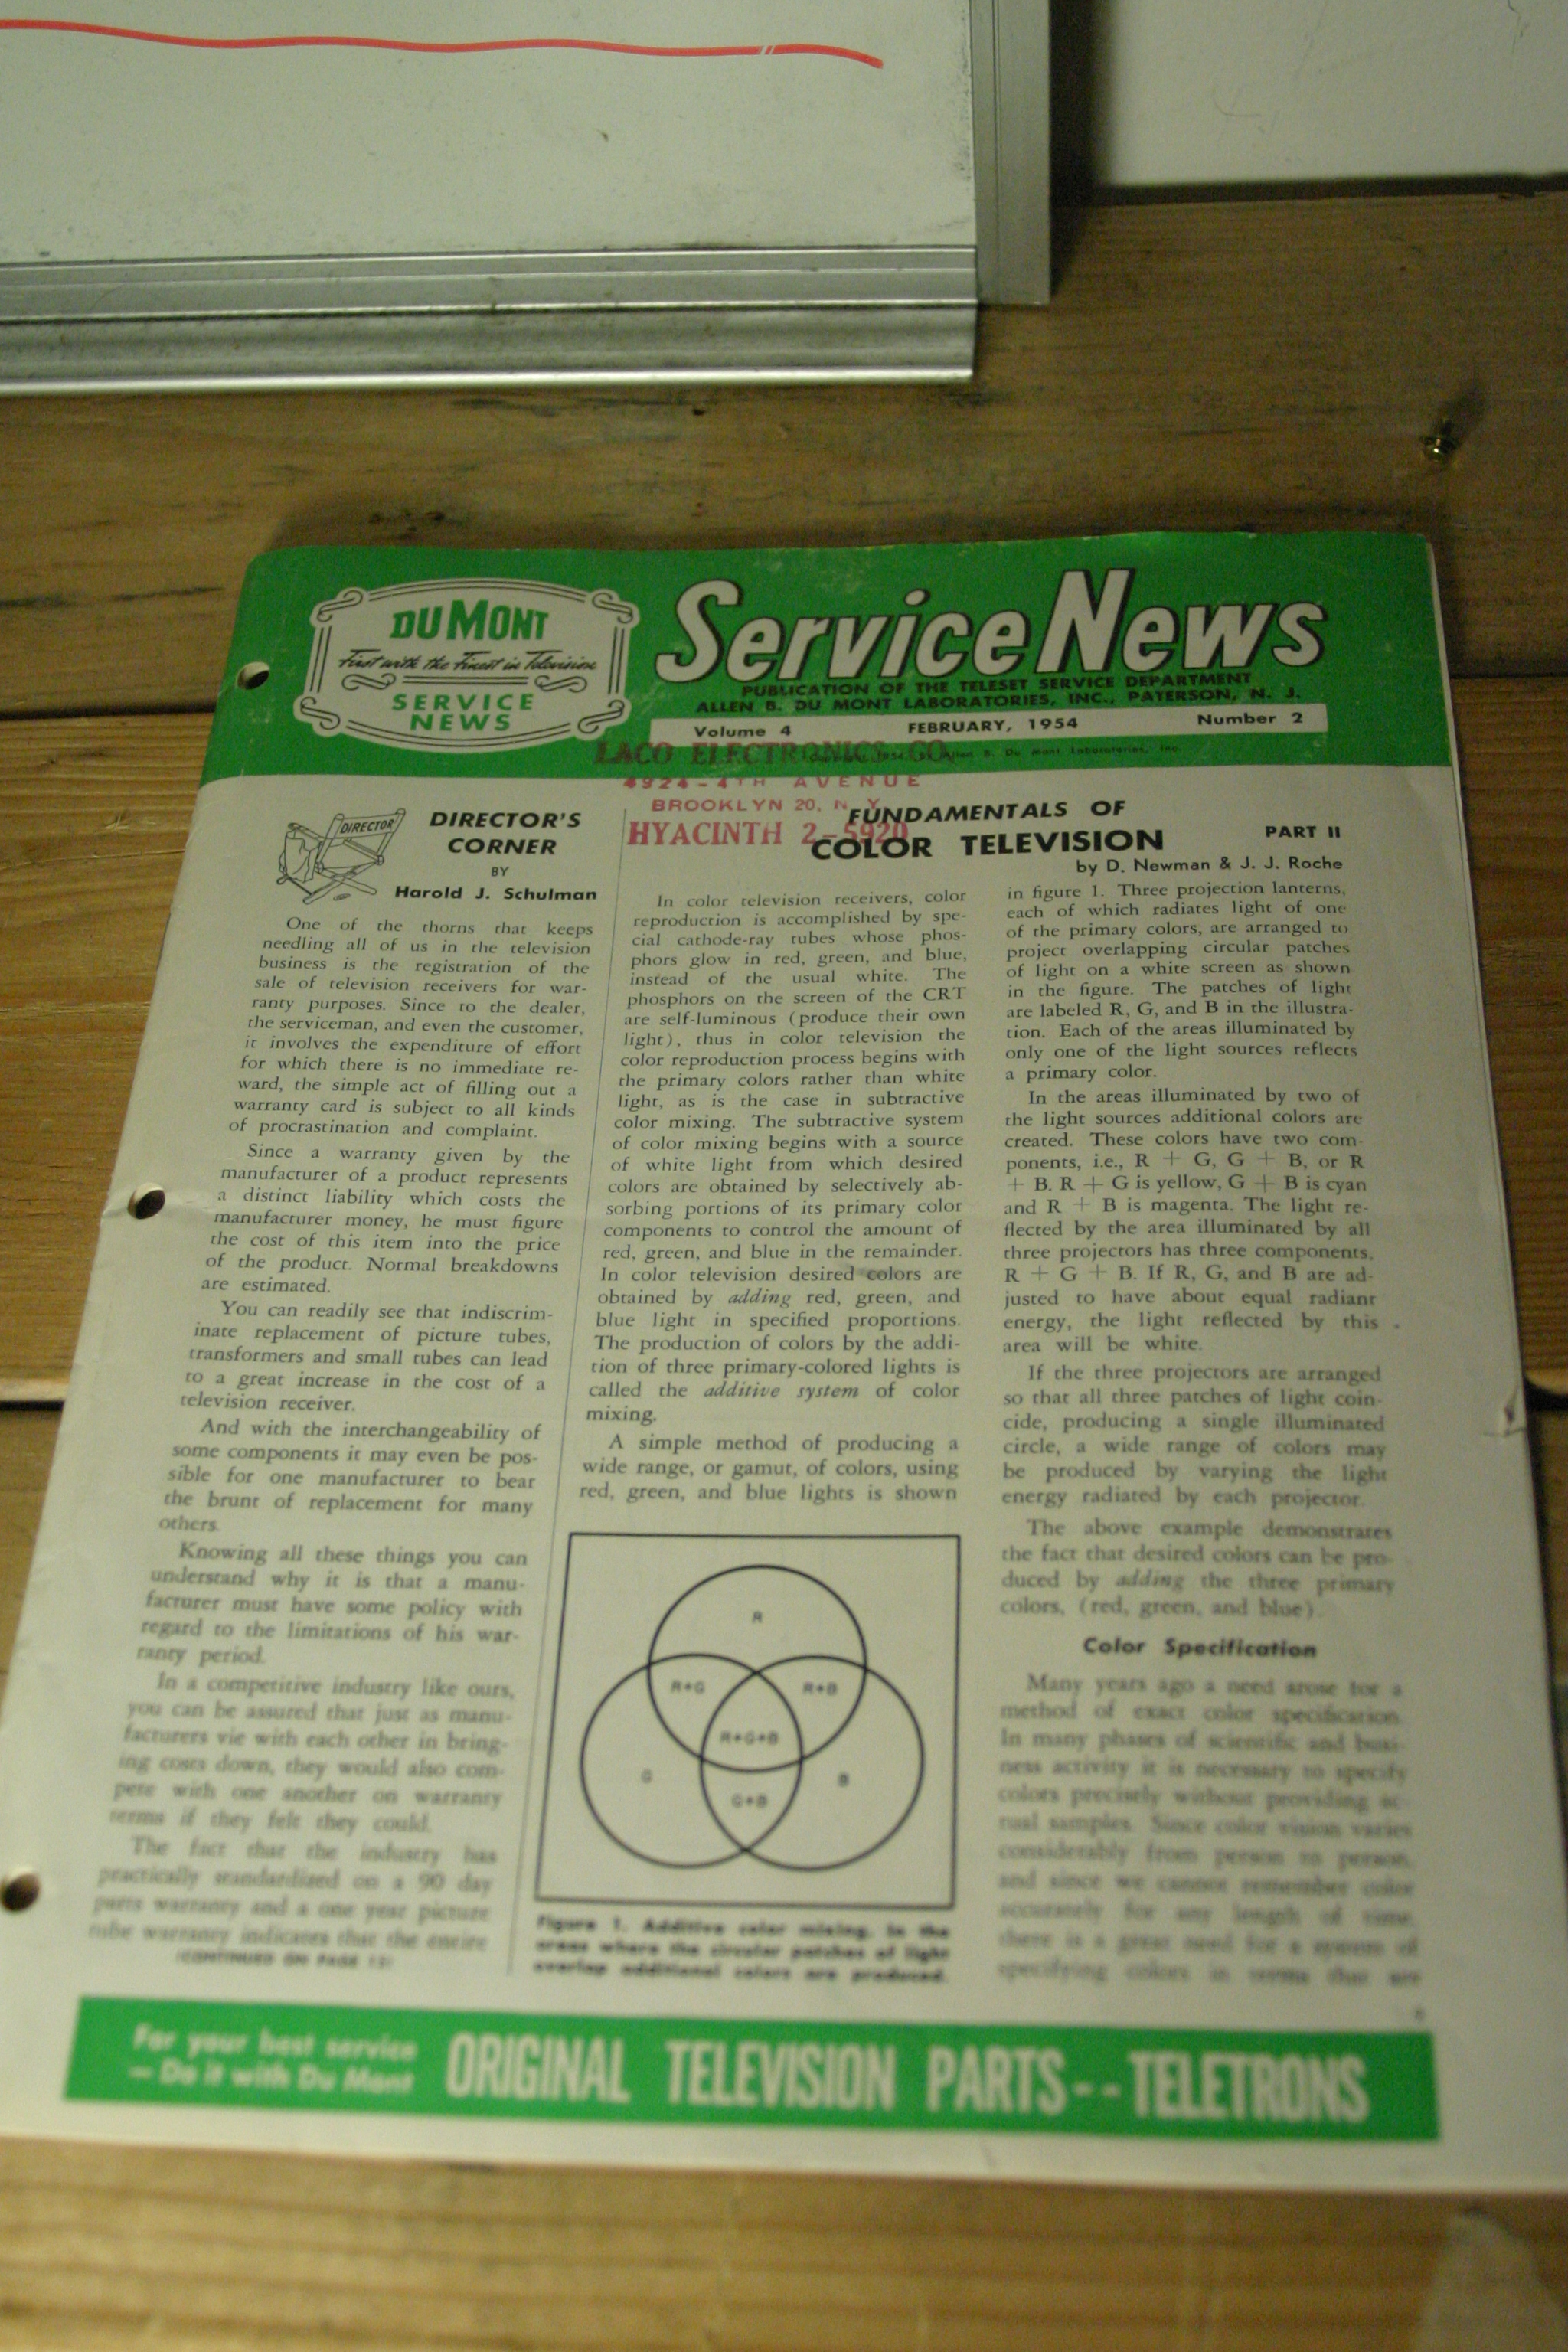 DUMONT
First with the Finest in Television
SERVICE
NEWS
Service News
PUBLICATION OF THE TELESET SERVICE DEPARTMENT
ALLEN B. DU MONT LABORATORIES, INC., PATERSON, N. J.
Volume 4 FEBRUARY, 1954 Number 2
Allen B. Du Mont Laboratories, Inc.
LACO ELECTRONICS CO.
4924-4TH AVENUE
BROOKLYN 20, N. Y.
HYACINTH 2-5920
DIRECTOR
DIRECTOR'S
CORNER
BY
Harold J. Schulman
One of the thorns that keeps
needling all of us in the television
business is the registration of the
sale of television receivers for war-
ranty purposes. Since to the dealer,
the serviceman, and even the customer,
it involves the expenditure of effort
for which there is no immediate re-
ward, the simple act of filling out a
warranty card is subject to all kinds
of procrastination and complaint.
Since a warranty given by the
manufacturer of a product represents
a distinct liability which costs the
manufacturer money, he must figure
the cost of this item into the price
of the product. Normal breakdowns
are estimated.
You can readily see that indiscrim-
inate replacement of picture tubes,
transformers and small tubes can lead
to a great increase in the cost of a
television receiver.
And with the interchangeability of
some components it may even be pos-
sible for one manufacturer to bear
the brunt of replacement for many
others.
Knowing all these things you can
understand why it is that a manu-
facturer must have some policy with
regard to the limitations of his war-
ranty period.
In a competitive industry like ours,
you can be assured that just as manu-
facturers vie with each other in bring-
ing costs down, they would also com-
pete with one another on warranty
terms if they felt they could.
The fact that the industry has
practically standardized on a 90 day
parts warranty and a one year picture
tube warranty indicates that the entire
(CONTINUED ON PAGE
FUNDAMENTALS OF
COLOR TELEVISION PART II
by D. Newman & J. J. Roche
In color television receivers, color
reproduction is accomplished by spe-
cial cathode-ray tubes whose phos-
phors glow in red, green, and blue,
instead of the usual white. The
phosphors on the screen of the CRT
are self-luminous (produce their own
light), thus in color television the
color reproduction process begins with
the primary colors rather than white
light, as is the case in subtractive
color mixing. The subtractive system
of color mixing begins with a source
of white light from which desired
colors are obtained by selectively ab-
sorbing portions of its primary color
components to control the amount of
red, green, and blue in the remainder.
In color television desired colors are
obtained by adding red, green, and
blue light in specified proportions.
The production of colors by the addi-
tion of three primary-colored lights is
called the additive system of color
mixing.
A simple method of producing a
wide range, or gamut, of colors, using
red, green, and blue lights is shown
R
R+G R+B
R+G+B
G B
G+B
Figure 1. Additive color mixing. In the
areas where the circular patches of light
overlap additional colors are produced.
in figure 1. Three projection lanterns,
each of which radiates light of one
of the primary colors, are arranged to
project overlapping circular patches
of light on a white screen as shown
in the figure. The patches of light
are labeled R, G, and B in the illustra-
tion. Each of the areas illuminated by
only one of the light sources reflects
a primary color.
In the areas illuminated by two of
the light sources additional colors are
created. These colors have two com-
ponents, i.e., R + G, G + B, or R
+ B. R + G is yellow, G + B is cyan
and R + B is magenta. The light re-
flected by the area illuminated by all
three projectors has three components,
R + G + B. If R, G, and B are ad-
justed to have about equal radiant
energy, the light reflected by this
area will be white.
If the three projectors are arranged
so that all three patches of light coin-
cide, producing a single illuminated
circle, a wide range of colors may
be produced by varying the light
energy radiated by each projector.
The above example demonstrates
the fact that desired colors can be pro-
duced by adding the three primary
colors, (red, green, and blue).
Color Specification
Many years ago a need arose for a
method of exact color specification.
In many phases of scientific and busi-
ness activity it is necessary to specify
colors precisely without providing ac-
tual samples. Since color vision varies
considerably from person to person,
and since we cannot remember color
accurately for any length of time,
there is a great need for a system of
specifying colors in terms that are
For your best service
— Do it with Du Mont
ORIGINAL TELEVISION PARTS--TELETRONS